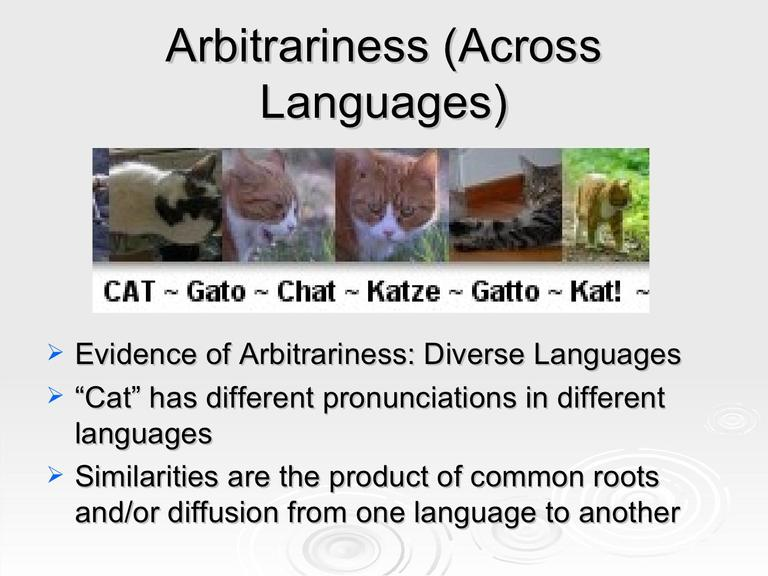 Arbitrariness (Across
Languages)
CAT ~ Gato ~ Chat ~ Katze ~ Gatto ~ Kat! ~
Evidence of Arbitrariness: Diverse Languages
“Cat” has different pronunciations in different
languages
Similarities are the product of common roots
and/or diffusion from one language to another